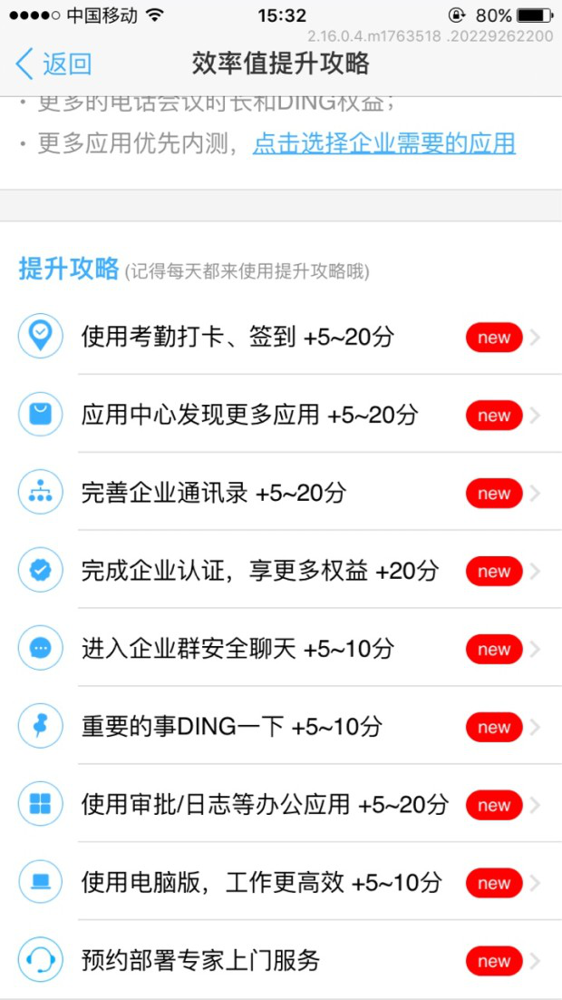 中国移动 15:32 80%
2.16.0.4.m1763518 .20229262200
返回 效率值提升攻略
· 更多的电话会议时长和DING权益；
· 更多应用优先内测，点击选择企业需要的应用
提升攻略 (记得每天都来使用提升攻略哦)
使用考勤打卡、签到 +5~20分 new
应用中心发现更多应用 +5~20分 new
完善企业通讯录 +5~20分 new
完成企业认证，享更多权益 +20分 new
进入企业群安全聊天 +5~10分 new
重要的事DING一下 +5~10分 new
使用审批/日志等办公应用 +5~20分 new
使用电脑版，工作更高效 +5~10分 new
预约部署专家上门服务 new